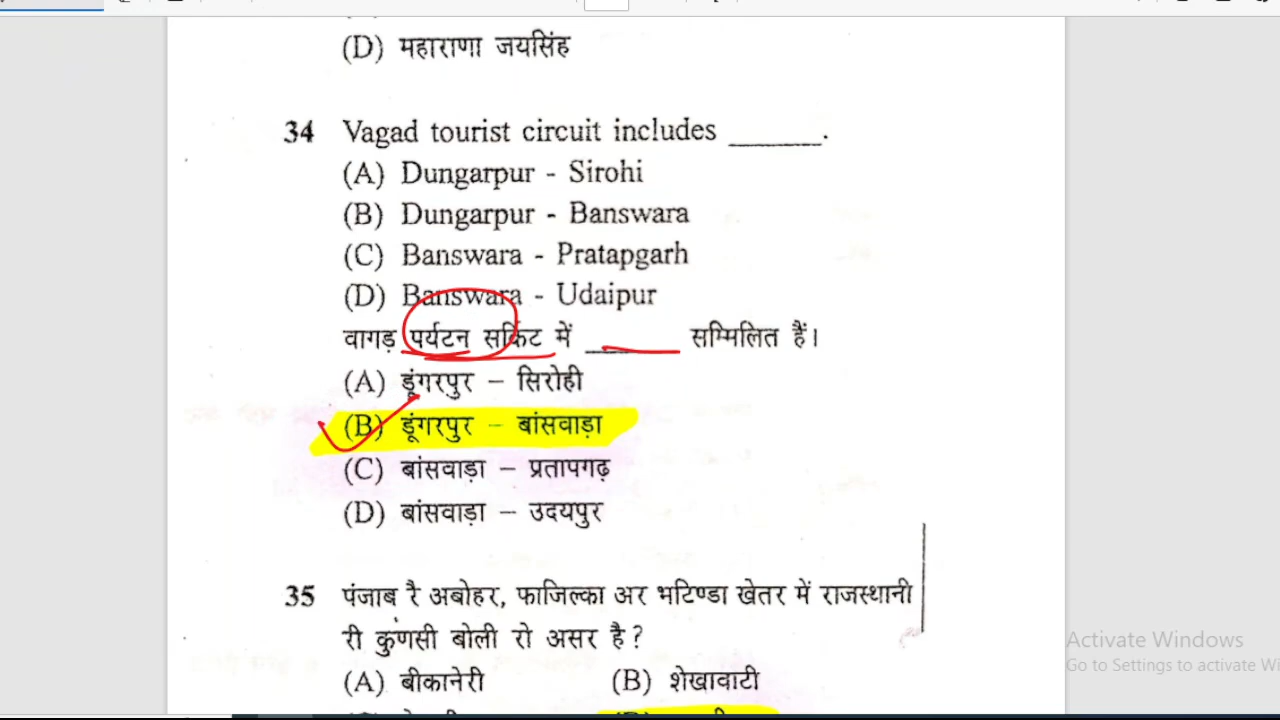 (D) महाराणा जयसिंह
34 Vagad tourist circuit includes ______.
(A) Dungarpur - Sirohi
(B) Dungarpur - Banswara
(C) Banswara - Pratapgarh
(D) Banswara - Udaipur
वागड़ पर्यटन सर्किट में ______ सम्मिलित हैं।
(A) डूंगरपुर – सिरोही
(B) डूंगरपुर – बांसवाड़ा
(C) बांसवाड़ा – प्रतापगढ़
(D) बांसवाड़ा – उदयपुर
35 पंजाब रै अबोहर, फाजिल्का अर भटिण्डा खेतर में राजस्थानी
री कुणसी बोली रो असर है?
(A) बीकानेरी (B) शेखावाटी
Activate Windows
Go to Settings to activate Wi